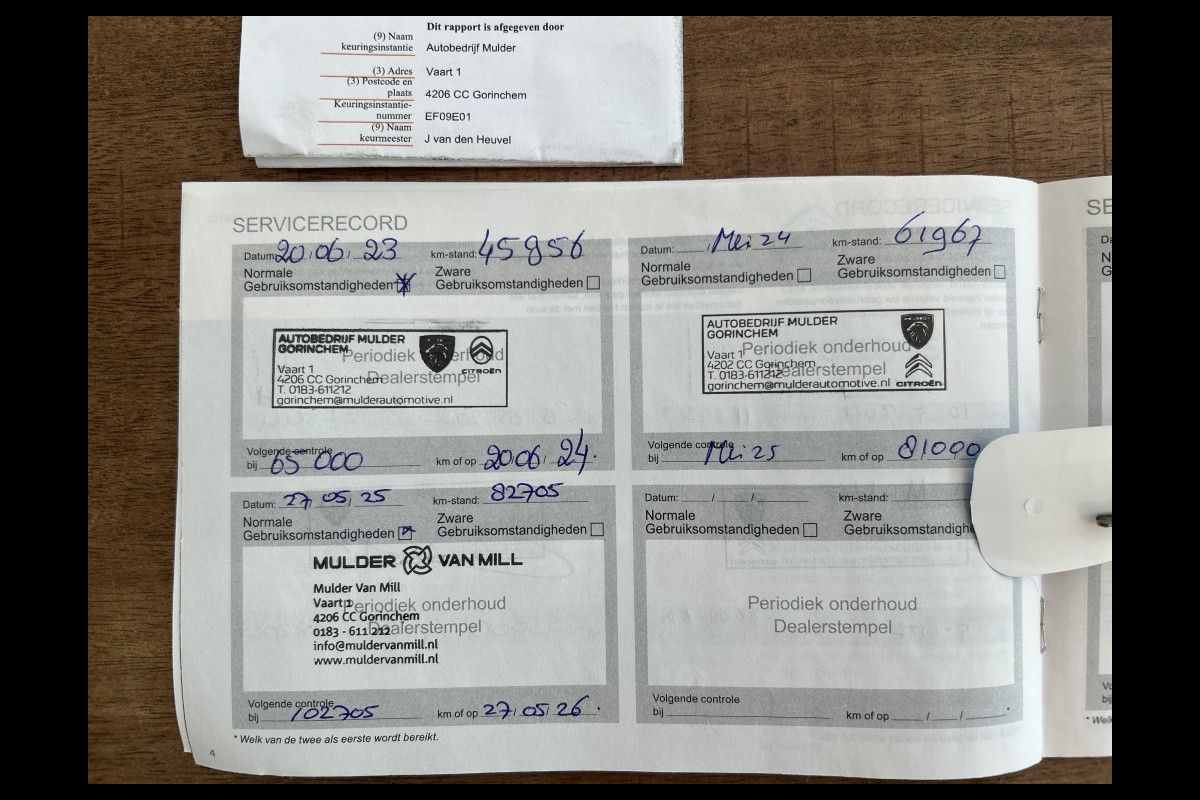 Dit rapport is afgegeven door
(9) Naam
keuringsinstantie Autobedrijf Mulder
(3) Adres Vaart 1
(3) Postcode en
plaats 4206 CC Gorinchem
Keuringsinstantie-
nummer EF09E01
(9) Naam
keurmeester J van den Heuvel
SERVICERECORD
Datum: 20/06/23 km-stand: 45956
Normale
Gebruiksomstandigheden
Zware
Gebruiksomstandigheden
AUTOBEDRIJF MULDER
GORINCHEM
Periodiek onderhoud
Vaart 1
4206 CC Gorinchem
Dealerstempel
T. 0183-611212
gorinchem@mulderautomotive.nl
CITROËN
Volgende controle
bij 65 000 km of op 20/06/24.
Datum: / Mei 24 km-stand: 61967
Normale
Gebruiksomstandigheden
Zware
Gebruiksomstandigheden
AUTOBEDRIJF MULDER
GORINCHEM
PEUGEOT
Periodiek onderhoud
Vaart 1
4202 CC Gorinchem
Dealerstempel
T. 0183-611212
gorinchem@mulderautomotive.nl
CITROËN
Volgende controle
bij Mei 25 km of op 81000
Datum: 27/05/25 km-stand: 82705
Normale
Gebruiksomstandigheden
Zware
Gebruiksomstandigheden
MULDER VAN MILL
Mulder Van Mill
Vaart 1
Periodiek onderhoud
4206 CC Gorinchem
Dealerstempel
0183 - 611 212
info@muldervanmill.nl
www.muldervanmill.nl
Volgende controle
bij 102705 km of op 27/05/26.
Datum: / / km-stand:
Normale
Gebruiksomstandigheden
Zware
Gebruiksomstandighede
Periodiek onderhoud
Dealerstempel
Volgende controle
bij km of op / / .
* Welk van de twee als eerste wordt bereikt.
4
SE